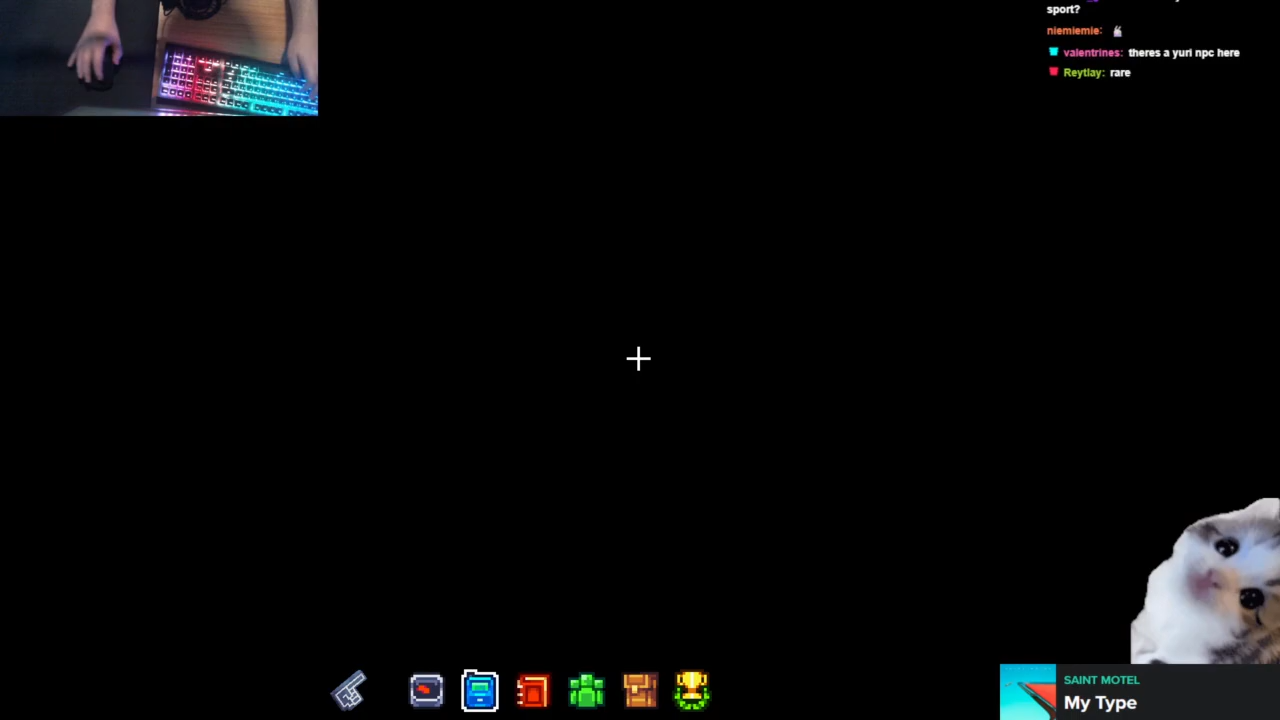 sport?
niemiemie:
valentrines: theres a yuri npc here
Reytlay: rare
SAINT MOTEL
My Type